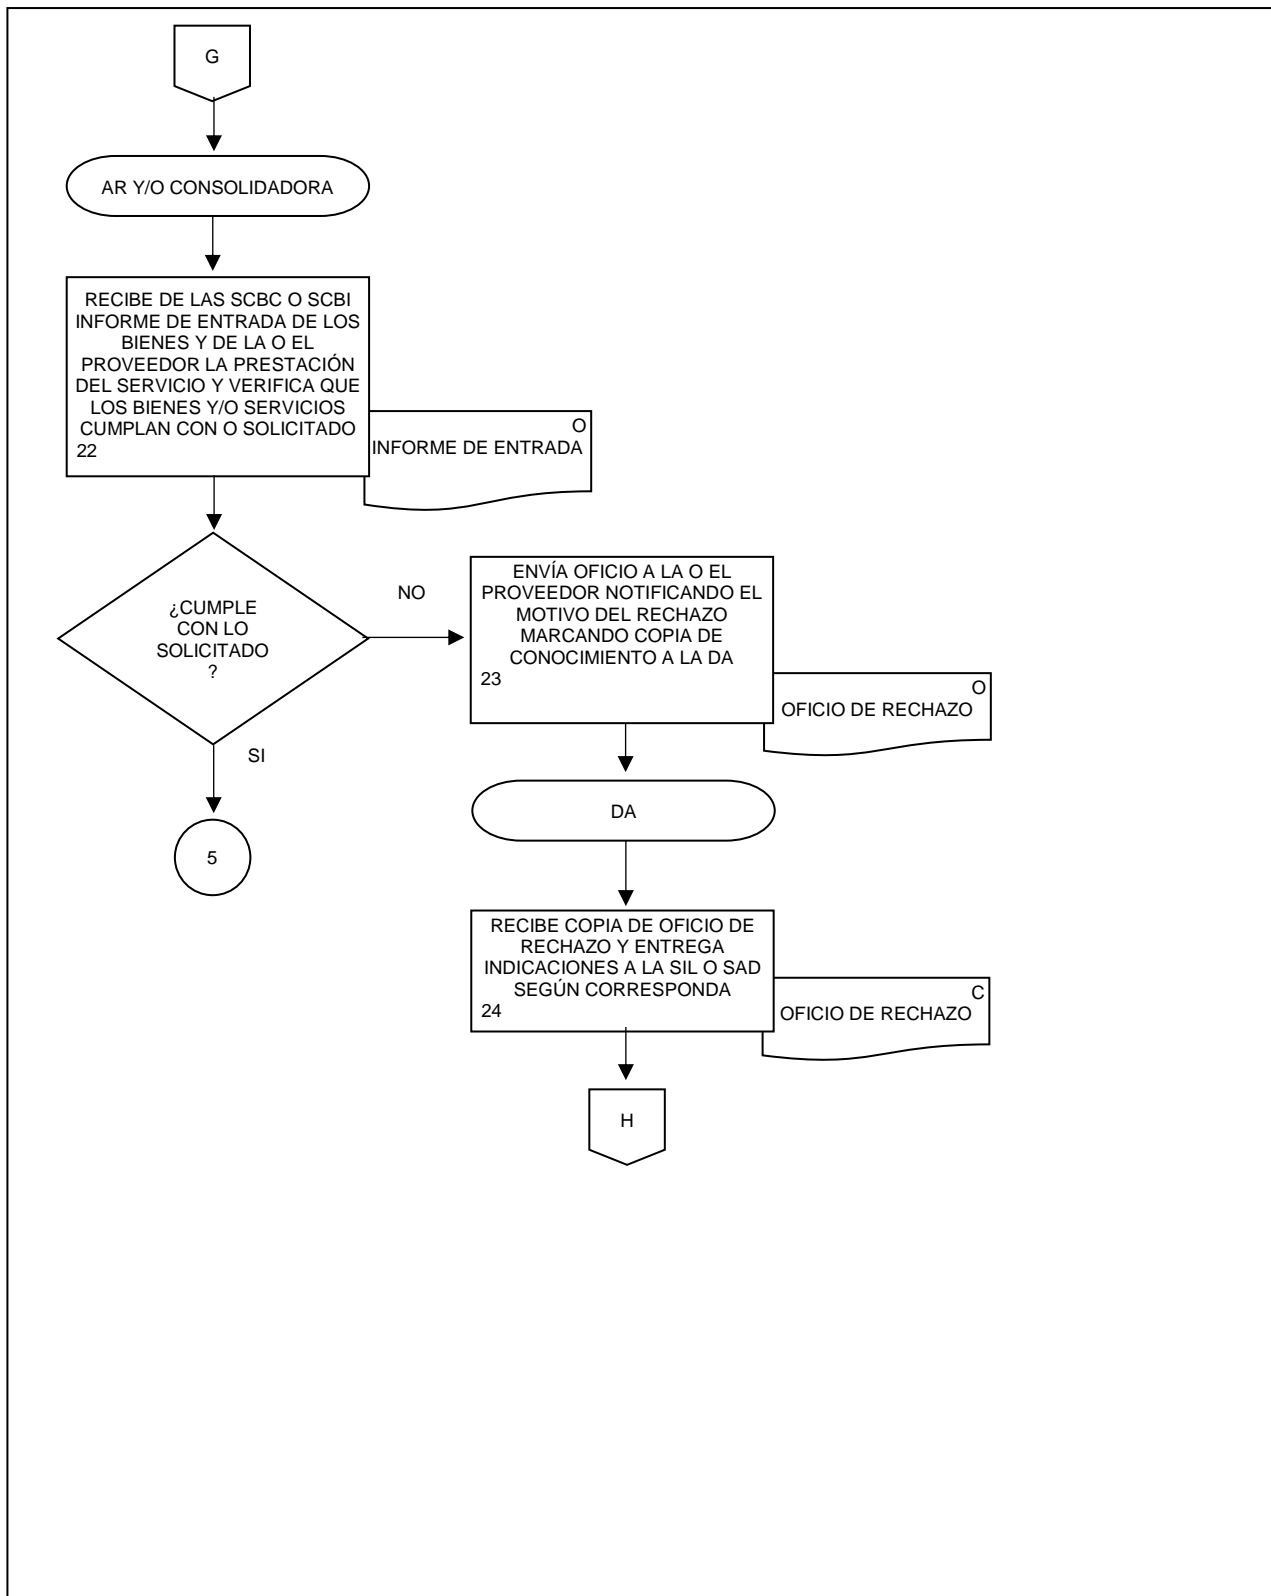 G
AR Y/O CONSOLIDADORA
RECIBE DE LAS SCBC O SCBI
INFORME DE ENTRADA DE LOS
BIENES Y DE LA O EL
PROVEEDOR LA PRESTACIÓN
DEL SERVICIO Y VERIFICA QUE
LOS BIENES Y/O SERVICIOS
CUMPLAN CON O SOLICITADO
22
O
INFORME DE ENTRADA
¿CUMPLE
CON LO
SOLICITADO
?
NO
SI
5
ENVÍA OFICIO A LA O EL
PROVEEDOR NOTIFICANDO EL
MOTIVO DEL RECHAZO
MARCANDO COPIA DE
CONOCIMIENTO A LA DA
23
O
OFICIO DE RECHAZO
DA
RECIBE COPIA DE OFICIO DE
RECHAZO Y ENTREGA
INDICACIONES A LA SIL O SAD
SEGÚN CORRESPONDA
24
C
OFICIO DE RECHAZO
H